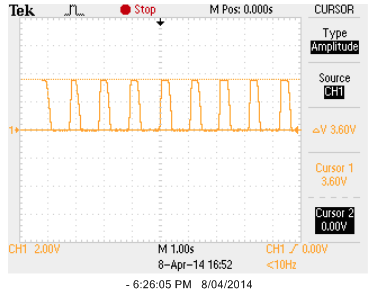 Tek Stop M Pos: 0.000s CURSOR
Type
Amplitude
Source
CH1
1
△V 3.60V
Cursor 1
3.60V
Cursor 2
0.00V
CH1 2.00V M 1.00s CH1 / 0.00V
8-Apr-14 16:52 <10Hz
- 6:26:05 PM 8/04/2014